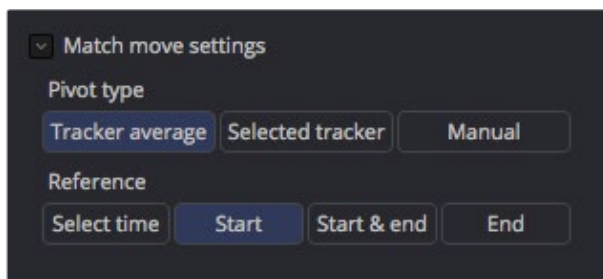 Match move settings
Pivot type
Tracker average Selected tracker Manual
Reference
Select time Start Start & end End